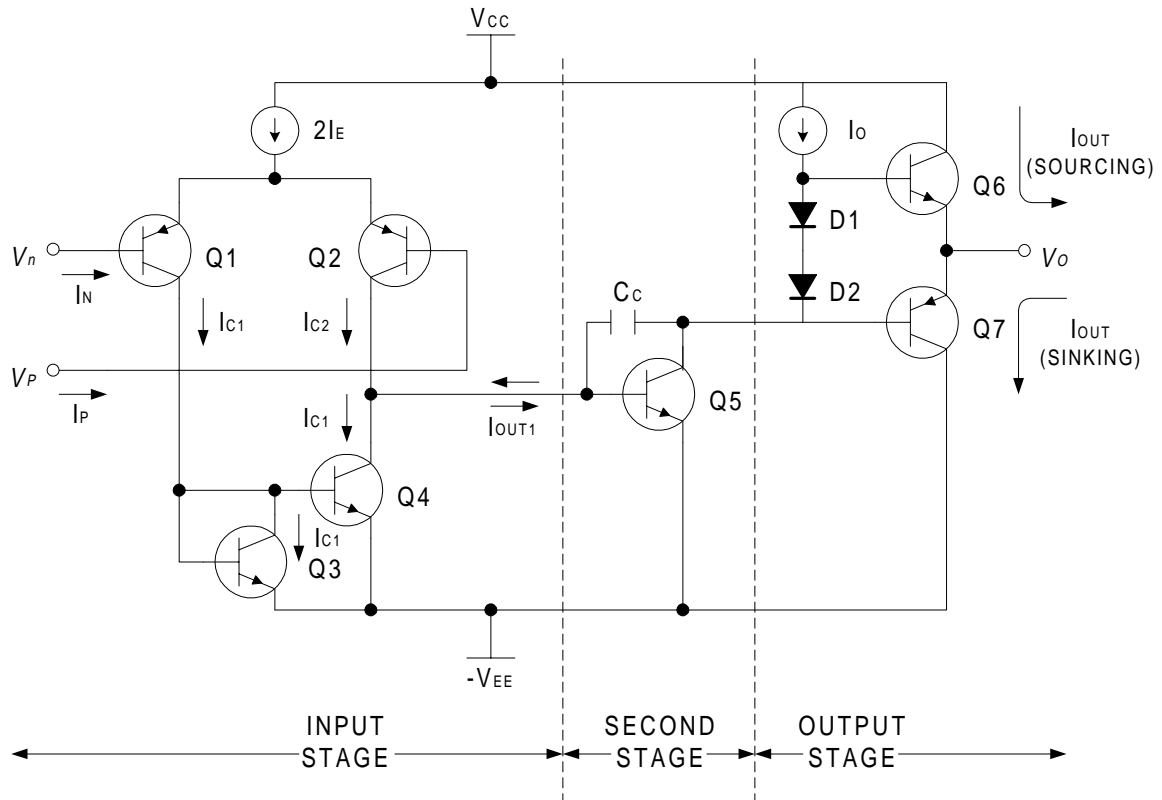 VCC
2IE
IO
Q6
IOUT
(SOURCING)
D1
Vn
IN
Q1
Q2
VO
D2
CC
Q7
IOUT
(SINKING)
IC1
IC2
VP
IP
Q5
IC1
IOUT1
Q4
IC1
Q3
-VEE
INPUT
STAGE
SECOND
STAGE
OUTPUT
STAGE